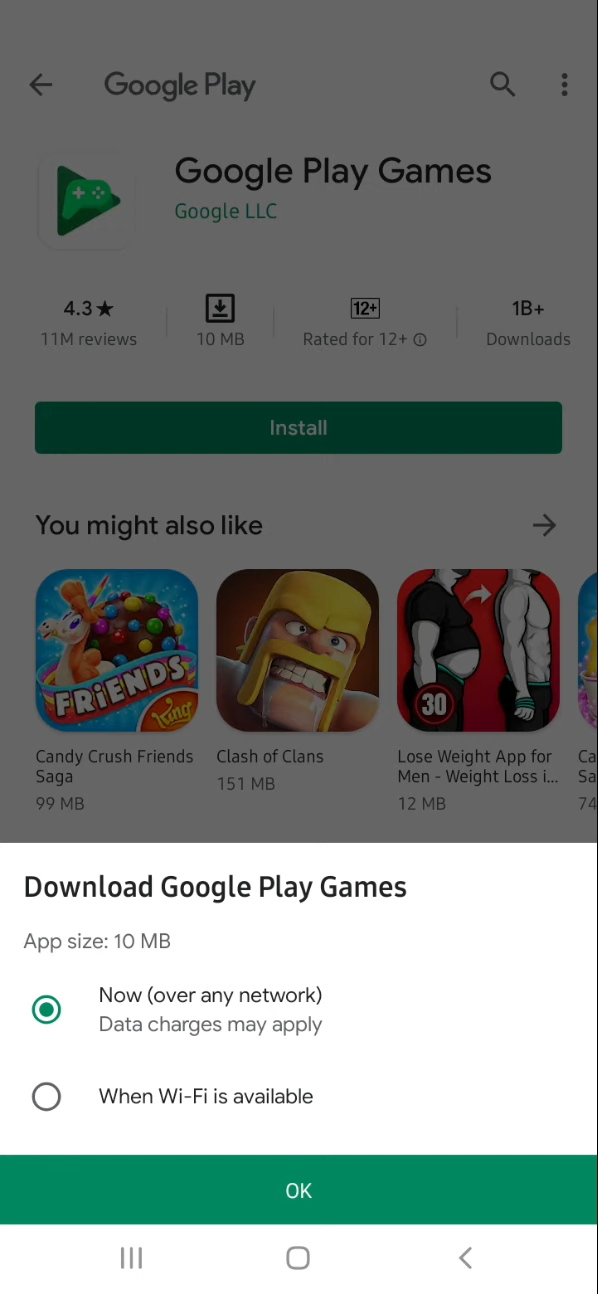 Google Play
Google Play Games
Google LLC
4.3★
12+
1B+
11M reviews
10 MB
Rated for 12+
Downloads
Install
You might also like
FRiENDS
King
30
Candy Crush Friends
Saga
99 MB
Clash of Clans
151 MB
Lose Weight App for
Men - Weight Loss i...
12 MB
Ca
Sa
74
Download Google Play Games
App size: 10 MB
Now (over any network)
Data charges may apply
When Wi-Fi is available
OK